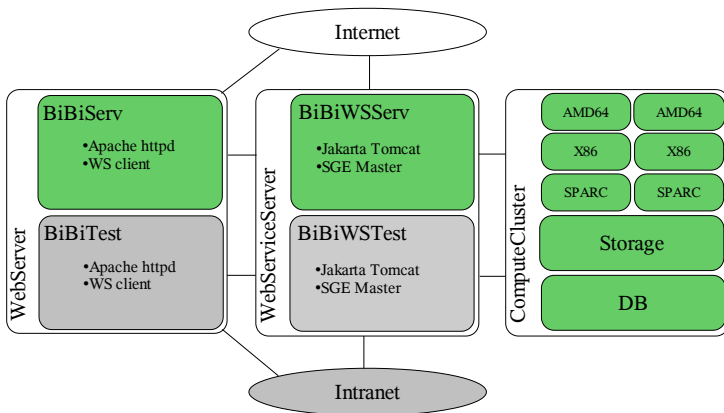 Internet
WebServer
BiBiServ
•Apache httpd
•WS client
BiBiTest
•Apache httpd
•WS client
WebServiceServer
BiBiWSServ
•Jakarta Tomcat
•SGE Master
BiBiWSTest
•Jakarta Tomcat
•SGE Master
ComputeCluster
AMD64 AMD64
X86 X86
SPARC SPARC
Storage
DB
Intranet